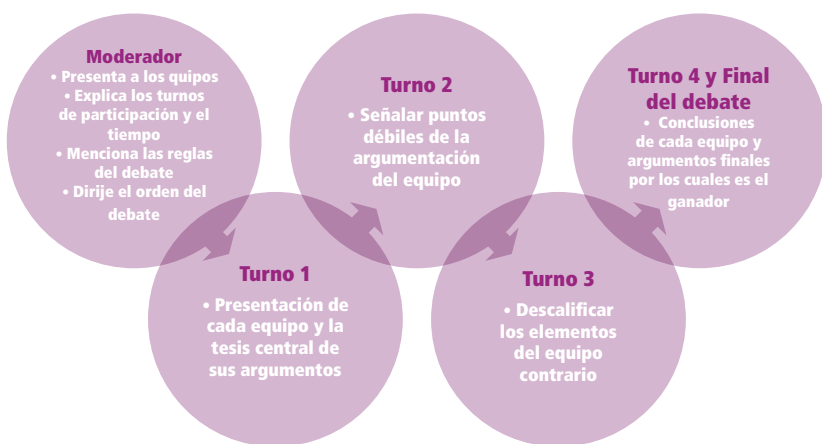 Moderador
• Presenta a los quipos
• Explica los turnos
de participación y el
tiempo
• Menciona las reglas
del debate
• Dirije el orden del
debate
Turno 1
• Presentación de
cada equipo y la
tesis central de
sus argumentos
Turno 2
• Señalar puntos
débiles de la
argumentación
del equipo
Turno 3
• Descalificar
los elementos
del equipo
contrario
Turno 4 y Final
del debate
• Conclusiones
de cada equipo y
argumentos finales
por los cuales es el
ganador